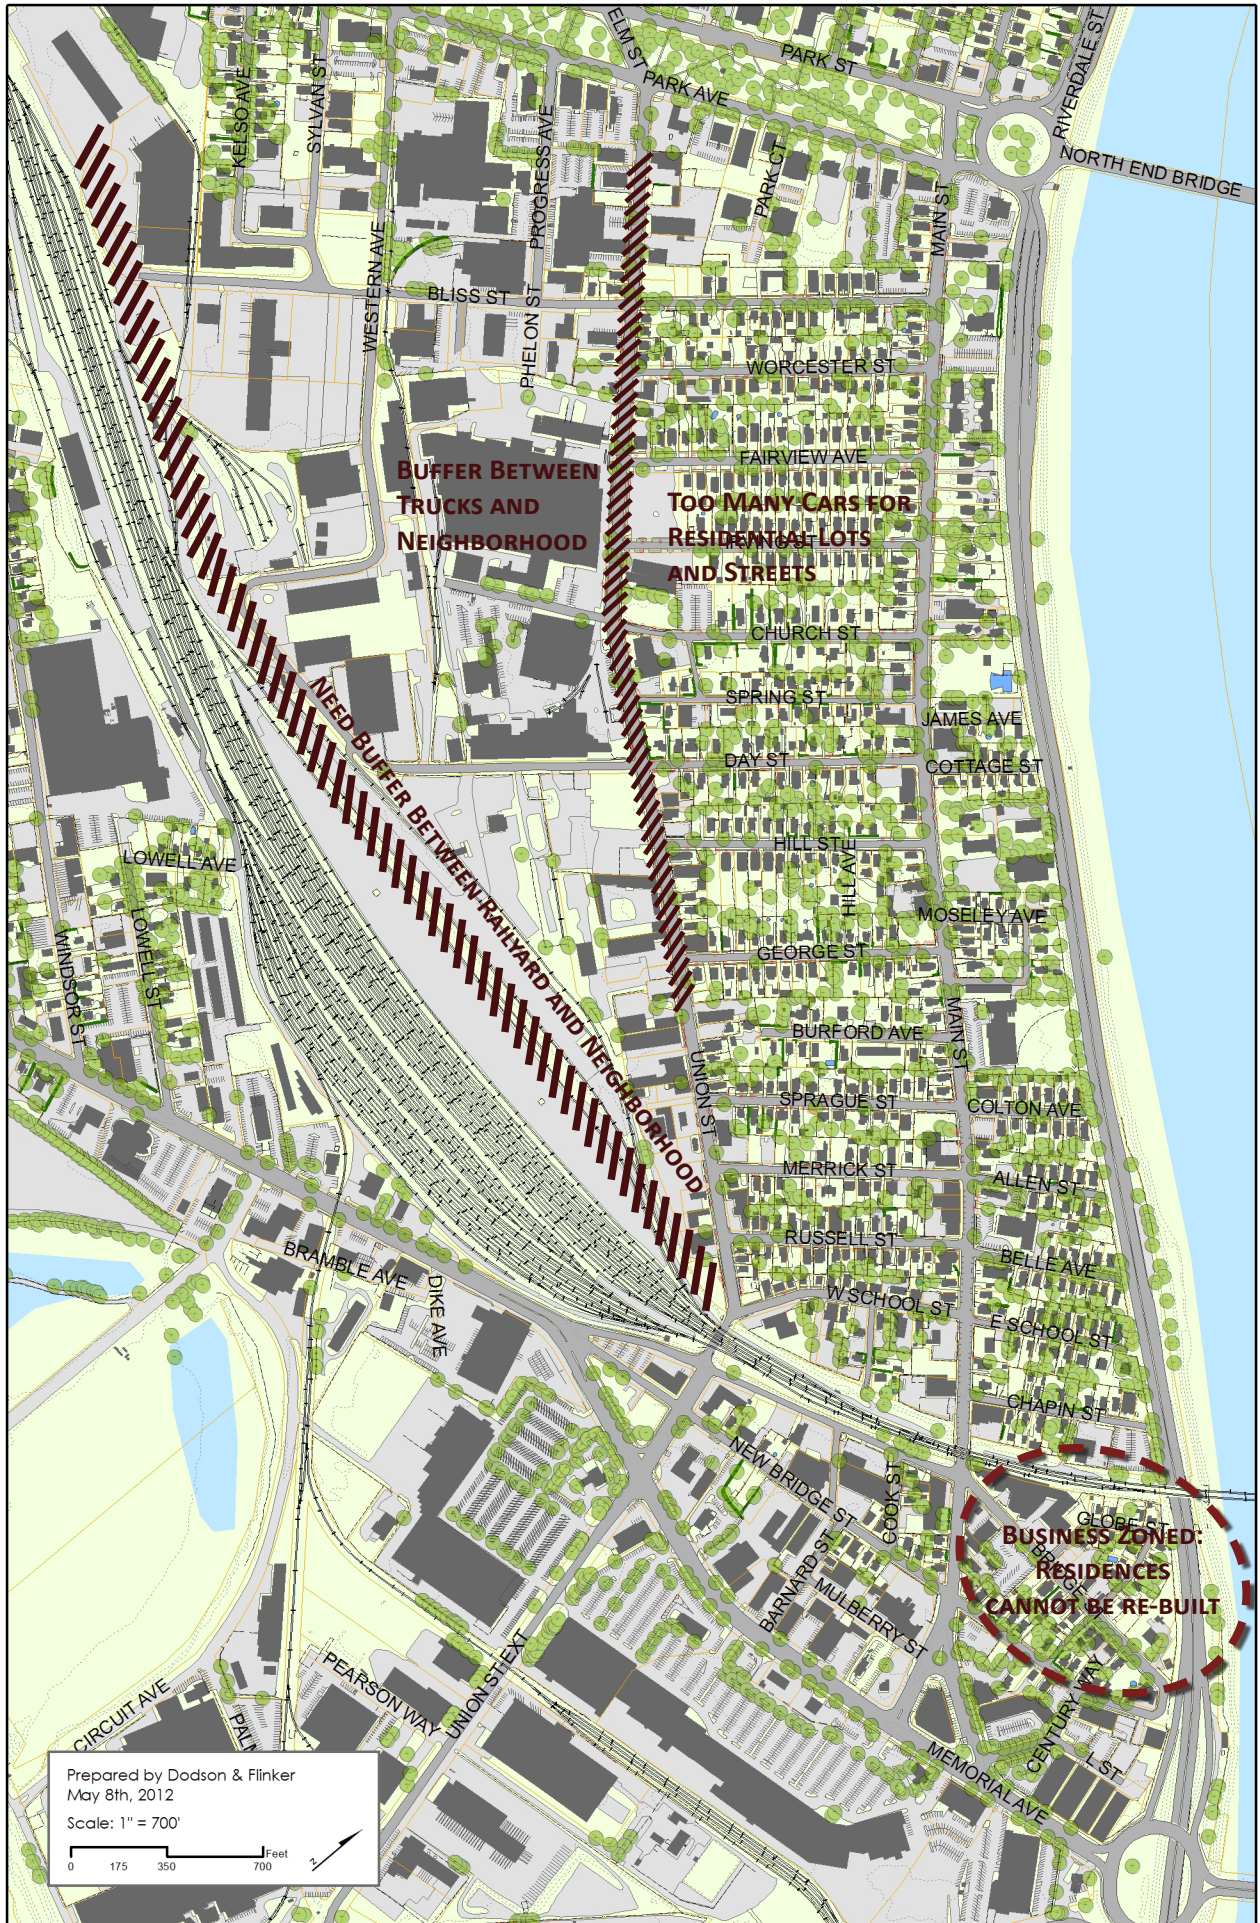 ELM ST
PARK ST
RIVERDALE ST
PARK AVE
KELSO AVE
SYLVAN ST
PROGRESS AVE
PARK CT
NORTH END BRIDGE
MAIN ST
WESTERN AVE
BLISS ST
PHELON ST
WORCESTER ST
FAIRVIEW AVE
BUFFER BETWEEN
TRUCKS AND
NEIGHBORHOOD
TOO MANY CARS FOR
RESIDENTIAL LOTS
AND STREETS
CHURCH ST
SPRING ST
JAMES AVE
DAY ST
COTTAGE ST
NEED BUFFER BETWEEN RAILYARD AND NEIGHBORHOOD
HILL ST
HILL AVE
LOWELL AVE
LOWELL ST
WINDSOR ST
MOSELEY AVE
GEORGE ST
MAIN ST
BURFORD AVE
UNION ST
SPRAGUE ST
COLTON AVE
MERRICK ST
ALLEN ST
RUSSELL ST
BELLE AVE
BRAMBLE AVE
DIKE AVE
W SCHOOL ST
E SCHOOL ST
CHAPIN ST
NEW BRIDGE ST
COOK ST
GLOBE ST
BUSINESS ZONED:
RESIDENCES
CANNOT BE RE-BUILT
BRIDGE
BARNARD ST
MULBERRY ST
CENTURY WAY
UNION ST EXT
PEARSON WAY
CIRCUIT AVE
PALM
MEMORIAL AVE
L ST
Prepared by Dodson & Flinker
May 8th, 2012
Scale: 1" = 700'
Feet
0 175 350 700
N